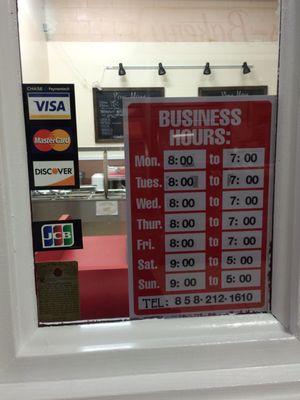 CHASE Paymentech
VISA
MasterCard
DISCOVER
JCB
BUSINESS
HOURS:
Mon. 8:00 to 7:00
Tues. 8:00 to 7:00
Wed. 8:00 to 7:00
Thur. 8:00 to 7:00
Fri. 8:00 to 7:00
Sat. 9:00 to 5:00
Sun. 9:00 to 5:00
TEL: 858-212-1610